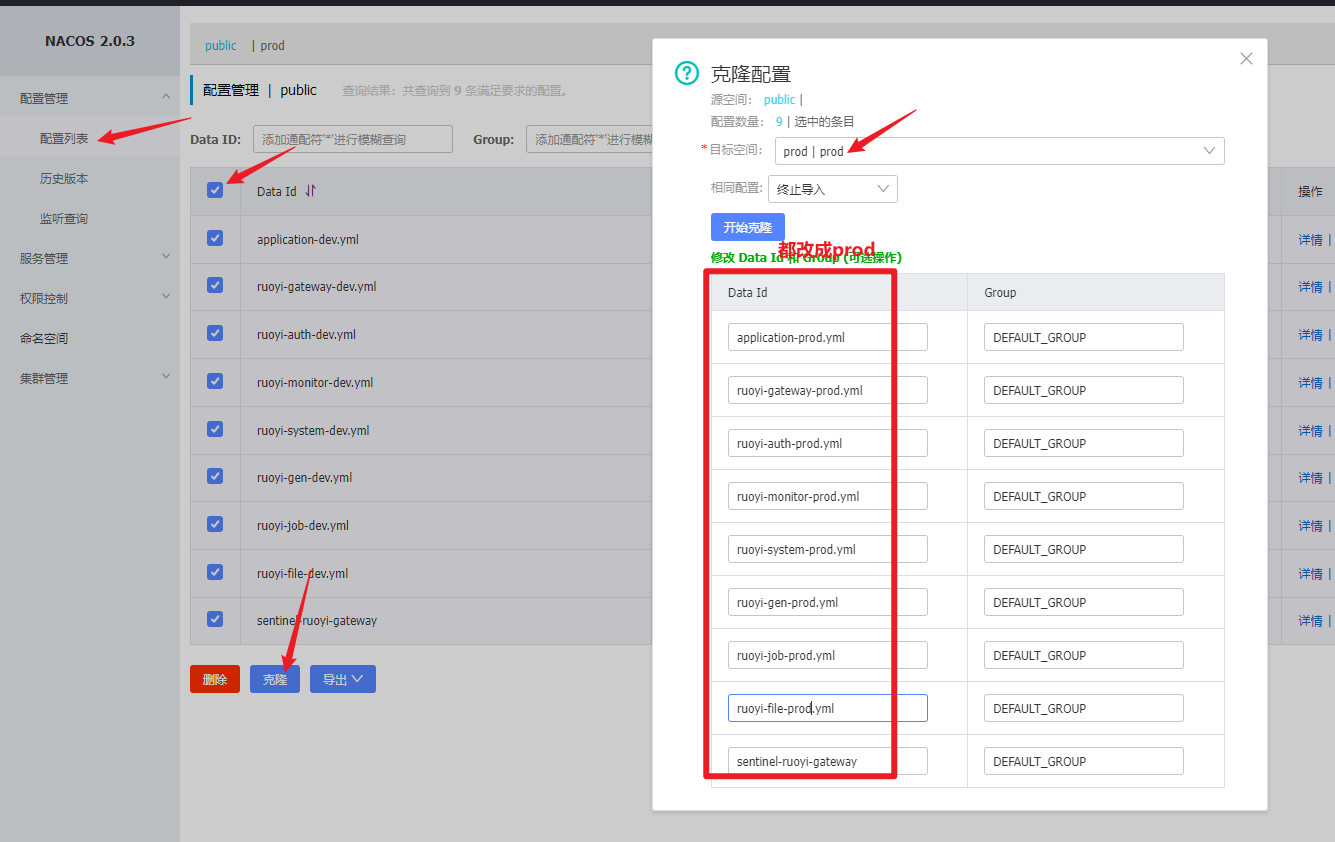 NACOS 2.0.3
配置管理
配置列表
历史版本
监听查询
服务管理
权限控制
命名空间
集群管理
public | prod
配置管理 | public 查询结果：共查询到 9 条满足要求的配置。
Data ID: 添加通配符'*'进行模糊查询 Group: 添加通配符'*'进行模糊
Data Id 操作
application-dev.yml 详情 |
ruoyi-gateway-dev.yml 详情 |
ruoyi-auth-dev.yml 详情 |
ruoyi-monitor-dev.yml 详情 |
ruoyi-system-dev.yml 详情 |
ruoyi-gen-dev.yml 详情 |
ruoyi-job-dev.yml 详情 |
ruoyi-file-dev.yml 详情 |
sentinel-ruoyi-gateway 详情 |
删除 克隆 导出
克隆配置
源空间: public |
配置数量: 9 | 选中的条目
*目标空间: prod | prod
相同配置: 终止导入
开始克隆
都改成prod
修改 Data Id 和 Group (可选操作)
Data Id Group
application-prod.yml DEFAULT_GROUP
ruoyi-gateway-prod.yml DEFAULT_GROUP
ruoyi-auth-prod.yml DEFAULT_GROUP
ruoyi-monitor-prod.yml DEFAULT_GROUP
ruoyi-system-prod.yml DEFAULT_GROUP
ruoyi-gen-prod.yml DEFAULT_GROUP
ruoyi-job-prod.yml DEFAULT_GROUP
ruoyi-file-prod.yml DEFAULT_GROUP
sentinel-ruoyi-gateway DEFAULT_GROUP